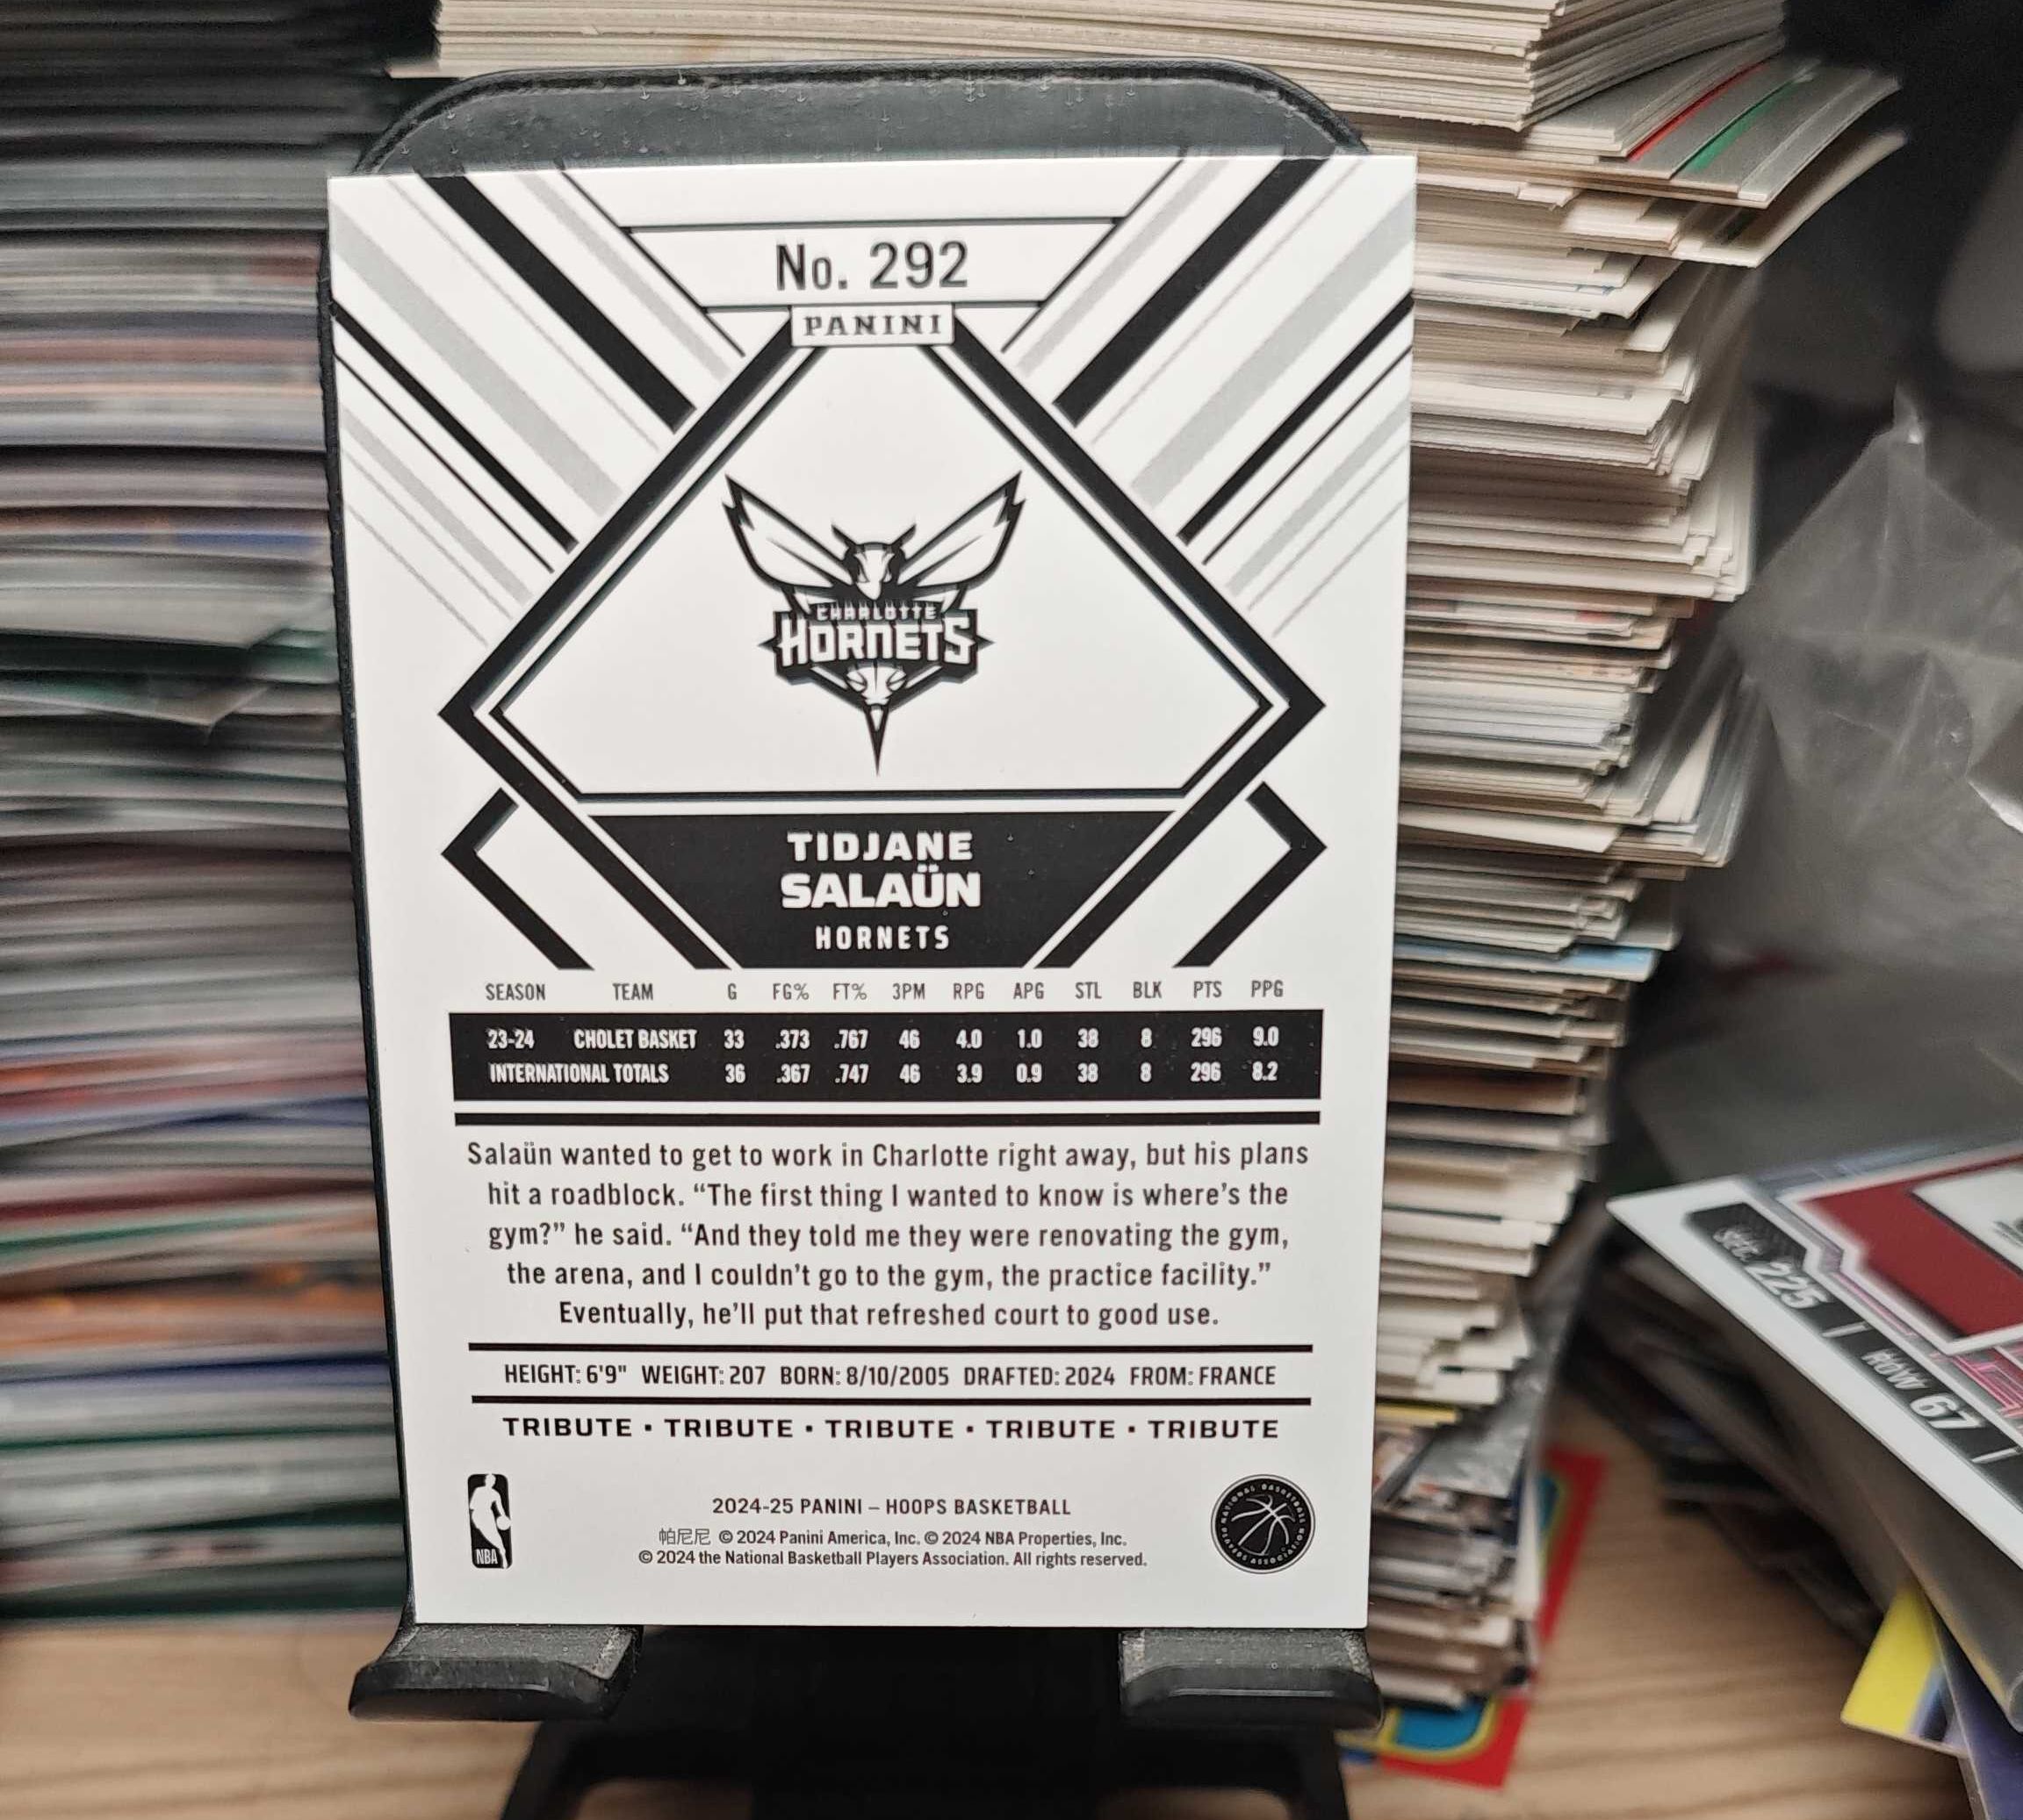 No. 292
PANINI
CHARLOTTE
HORNETS
TIDJANE
SALAÜN
HORNETS
SEASON TEAM G FG% FT% 3PM RPG APG STL BLK PTS PPG
23-24 CHOLET BASKET 33 .373 .767 46 4.0 1.0 38 8 296 9.0
INTERNATIONAL TOTALS 36 .367 .747 46 3.9 0.9 38 8 296 8.2
Salaün wanted to get to work in Charlotte right away, but his plans
hit a roadblock. “The first thing I wanted to know is where’s the
gym?” he said. “And they told me they were renovating the gym,
the arena, and I couldn’t go to the gym, the practice facility.”
Eventually, he’ll put that refreshed court to good use.
HEIGHT: 6'9" WEIGHT: 207 BORN: 8/10/2005 DRAFTED: 2024 FROM: FRANCE
TRIBUTE ▪ TRIBUTE ▪ TRIBUTE ▪ TRIBUTE ▪ TRIBUTE
NBA
2024-25 PANINI – HOOPS BASKETBALL
帕尼尼 © 2024 Panini America, Inc. © 2024 NBA Properties, Inc.
© 2024 the National Basketball Players Association. All rights reserved.
NATIONAL BASKETBALL PLAYERS ASSOCIATION
225 | ROW 67 |